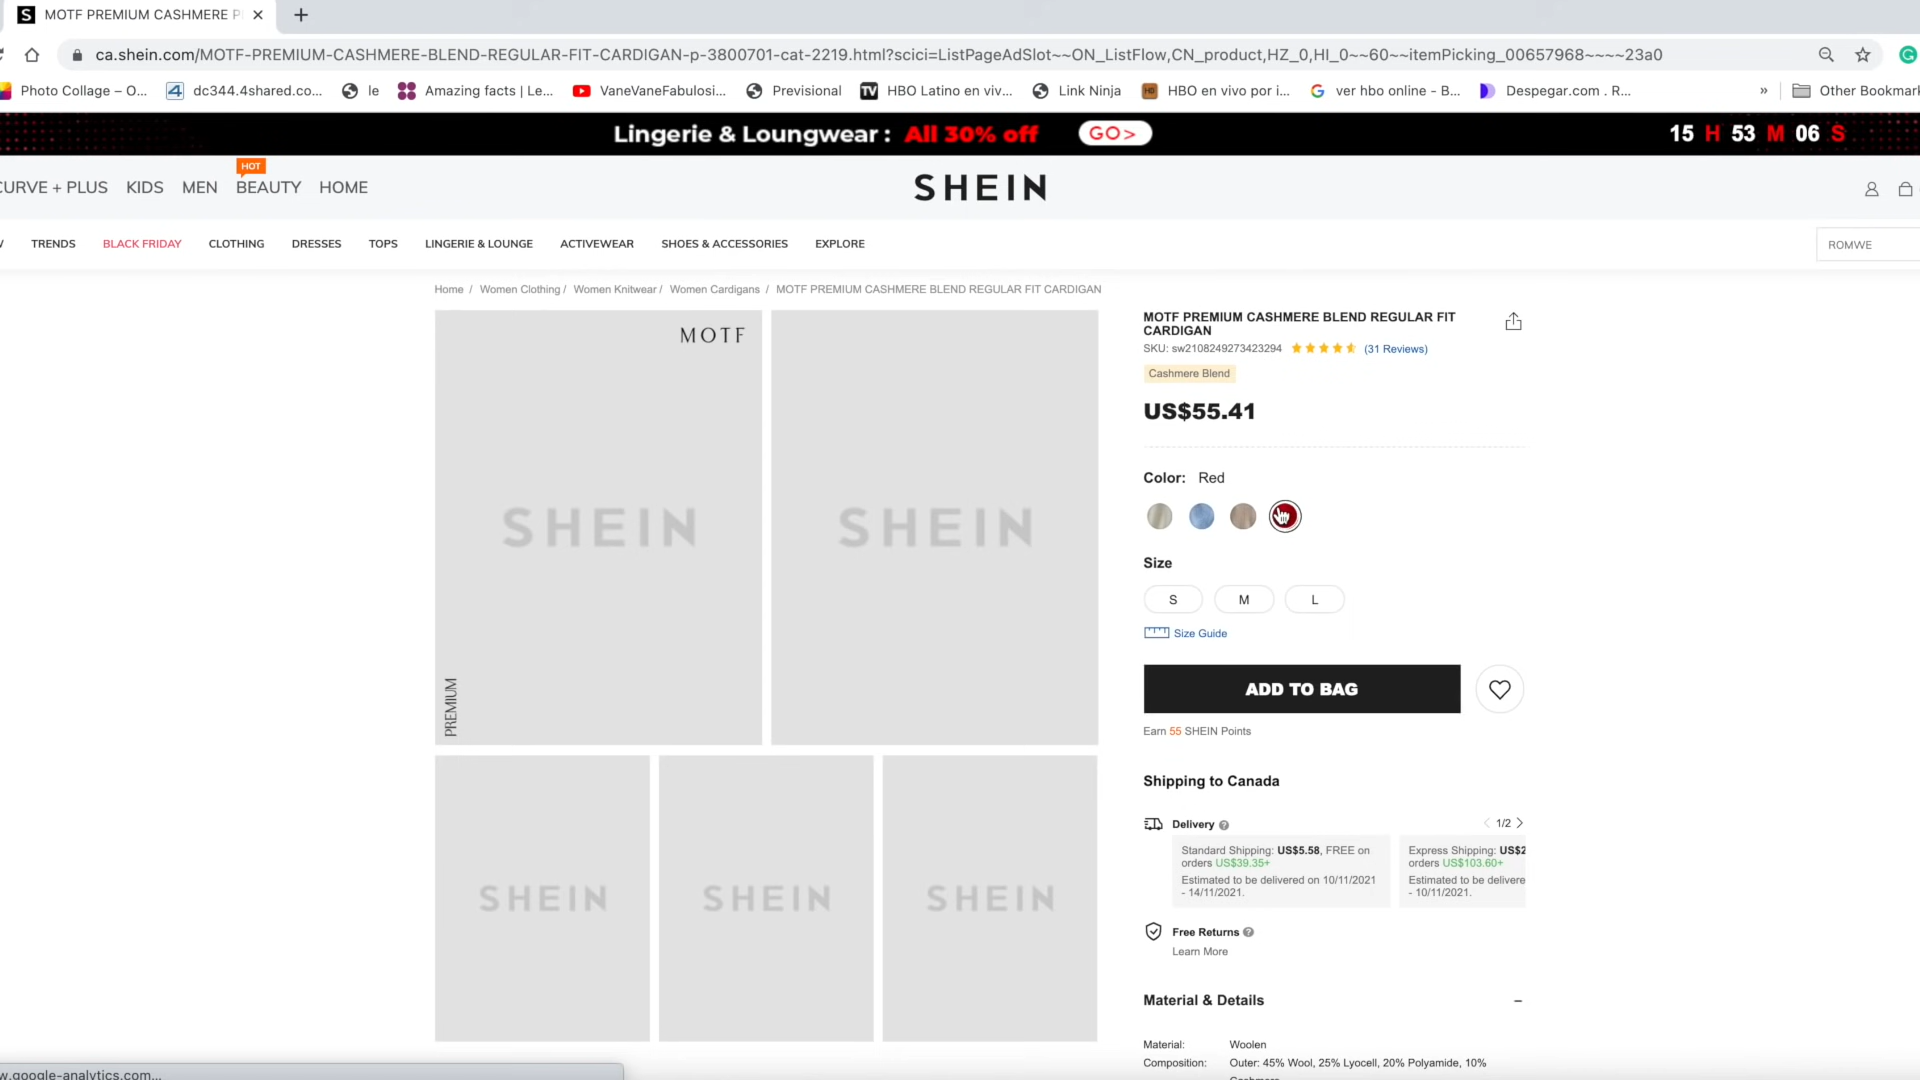 MOTF PREMIUM CASHMERE P
ca.shein.com/MOTF-PREMIUM-CASHMERE-BLEND-REGULAR-FIT-CARDIGAN-p-3800701-cat-2219.html?scici=ListPageAdSlot~~ON_ListFlow,CN_product,HZ_0,HI_0~~60~~itemPicking_00657968~~~~23a0
Photo Collage – O... dc344.4shared.co... le Amazing facts | Le... VaneVaneFabulosi... Previsional HBO Latino en viv... Link Ninja HBO en vivo por i... ver hbo online - B... Despegar.com . R... » Other Bookmark
Lingerie & Loungwear : All 30% off GO> 15 H 53 M 06 S
HOT
CURVE + PLUS KIDS MEN BEAUTY HOME SHEIN
TRENDS BLACK FRIDAY CLOTHING DRESSES TOPS LINGERIE & LOUNGE ACTIVEWEAR SHOES & ACCESSORIES EXPLORE ROMWE
Home / Women Clothing / Women Knitwear / Women Cardigans / MOTF PREMIUM CASHMERE BLEND REGULAR FIT CARDIGAN
MOTF
SHEIN SHEIN
PREMIUM
SHEIN SHEIN SHEIN
MOTF PREMIUM CASHMERE BLEND REGULAR FIT
CARDIGAN
SKU: sw2108249273423294 (31 Reviews)
Cashmere Blend
US$55.41
Color: Red
Size
S M L
Size Guide
ADD TO BAG
Earn 55 SHEIN Points
Shipping to Canada
Delivery ? 1/2
Standard Shipping: US$5.58, FREE on
orders US$39.35+
Estimated to be delivered on 10/11/2021
- 14/11/2021.
Express Shipping: US$2
orders US$103.60+
Estimated to be delivere
- 10/11/2021.
Free Returns ?
Learn More
Material & Details
Material: Woolen
Composition: Outer: 45% Wool, 25% Lyocell, 20% Polyamide, 10%
w.google-analytics.com...